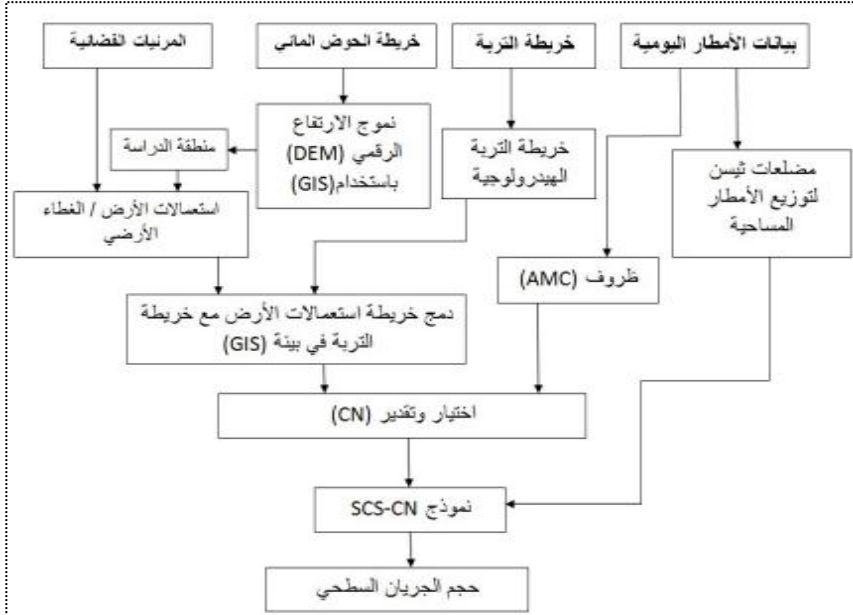 بيانات الأمطار اليومية
خريطة التربة
خريطة الحوض المائي
المرئيات الفضائية
نموج الارتفاع
الرقمي (DEM)
باستخدام(GIS)
منطقة الدراسة
خريطة التربة
الهيدرولوجية
مضلعات ثيسن
لتوزيع الأمطار
المساحية
استعمالات الأرض / الغطاء
الأرضي
ظروف (AMC)
دمج خريطة استعمالات الأرض مع خريطة
التربة في بيئة (GIS)
اختيار وتقدير (CN)
نموذج SCS-CN
حجم الجريان السطحي